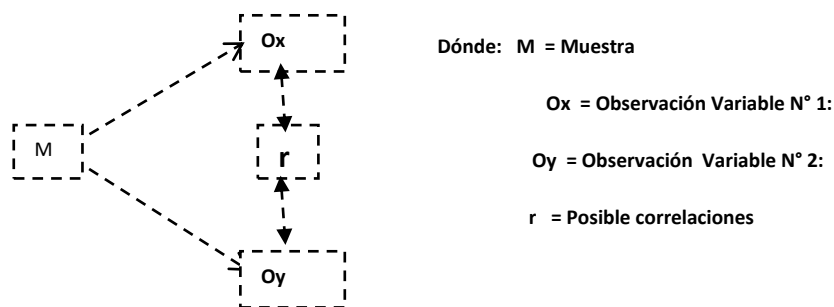 Ox
Dónde: M = Muestra
Ox = Observación Variable N° 1:
M
r
Oy = Observación Variable N° 2:
r = Posible correlaciones
Oy